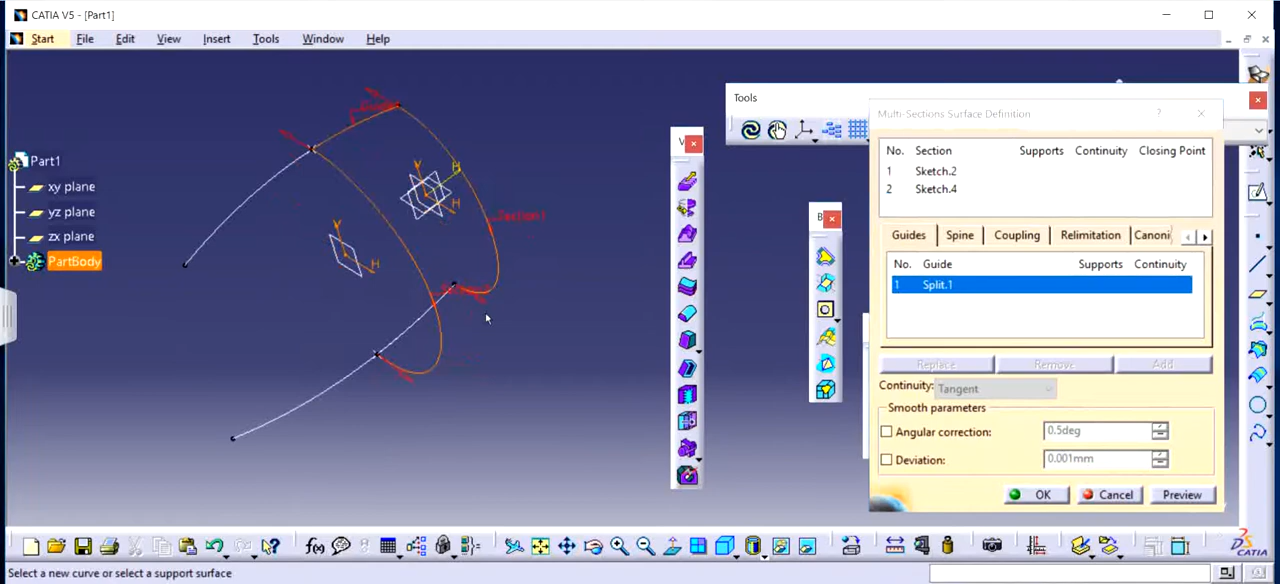 CATIA V5 - [Part1]
Start File Edit View Insert Tools Window Help
Tools
Multi-Sections Surface Definition
No. Section Supports Continuity Closing Point
1 Sketch.2
2 Sketch.4
Guides Spine Coupling Relimitation Canoni
No. Guide Supports Continuity
1 Split.1
Replace Remove Add
Continuity: Tangent
Smooth parameters
Angular correction: 0.5deg
Deviation: 0.001mm
OK Cancel Preview
Part1
xy plane
yz plane
zx plane
PartBody
V
H
V
H
Section1
f(x)
DS CATIA
Select a new curve or select a support surface